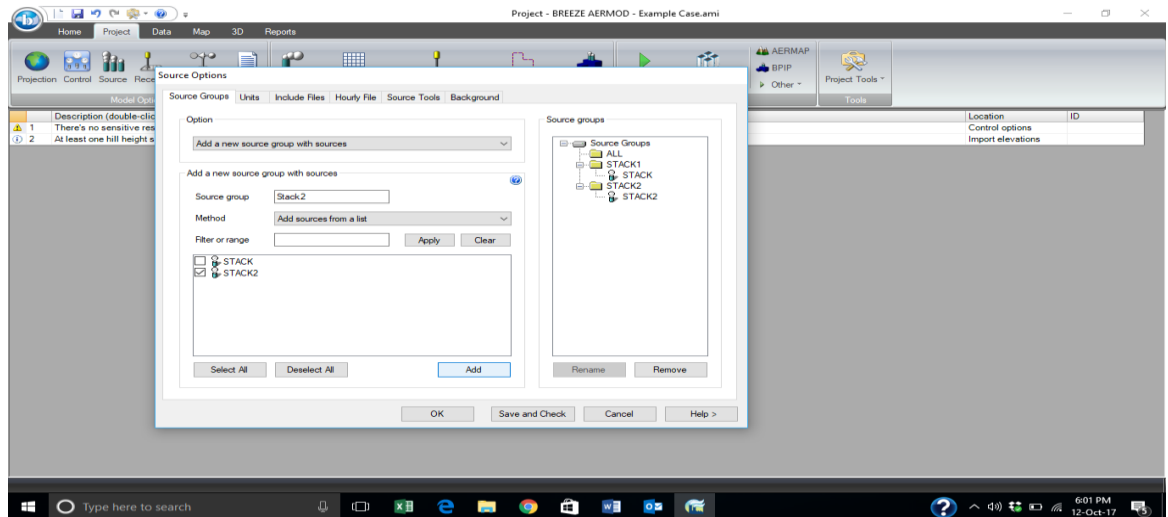 Project - BREEZE AERMOD - Example Case.ami
Home Project Data Map 3D Reports
AERMAP
BPIP
Other
Projection Control Source Rece
Project Tools
Model Opti
Tools
Source Options
Source Groups Units Include Files Hourly File Source Tools Background
Description (double-clic
Location ID
1 There's no sensitive res
Control options
2 At least one hill height s
Import elevations
Option
Add a new source group with sources
Add a new source group with sources
Source group Stack2
Method Add sources from a list
Filter or range Apply Clear
STACK
STACK2
Select All Deselect All Add
Source groups
Source Groups
ALL
STACK1
STACK
STACK2
STACK2
Rename Remove
OK Save and Check Cancel Help >
Type here to search
6:01 PM
12-Oct-17